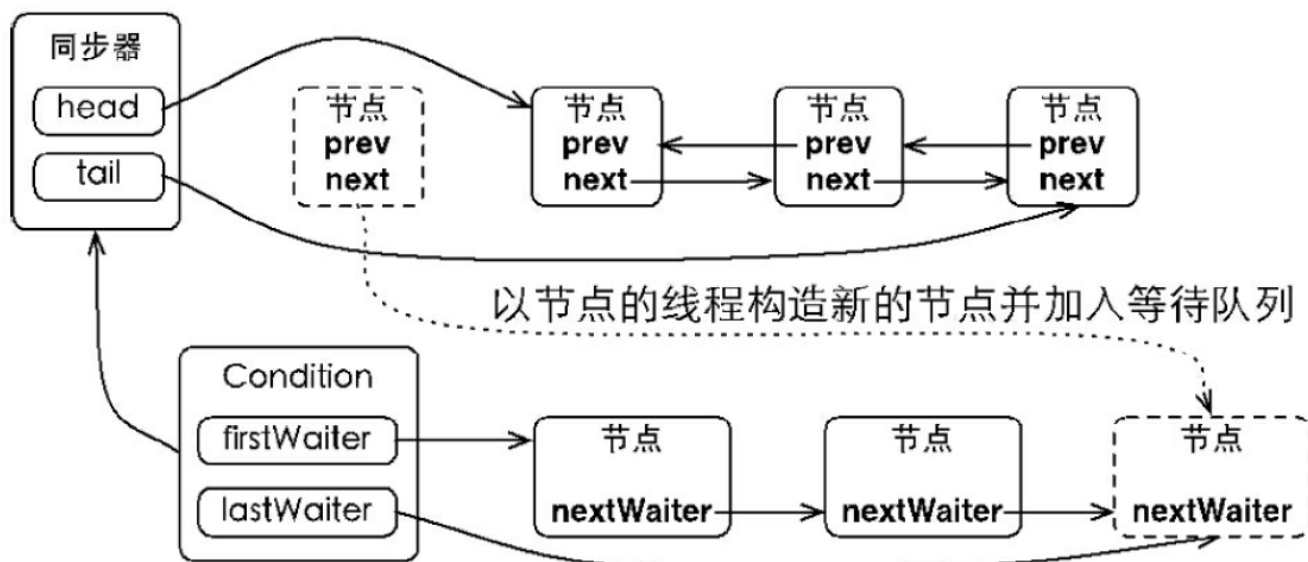 同步器
head
tail
节点
prev
next
节点
prev
next
节点
prev
next
节点
prev
next
以节点的线程构造新的节点并加入等待队列
Condition
firstWaiter
lastWaiter
节点
nextWaiter
节点
nextWaiter
节点
nextWaiter